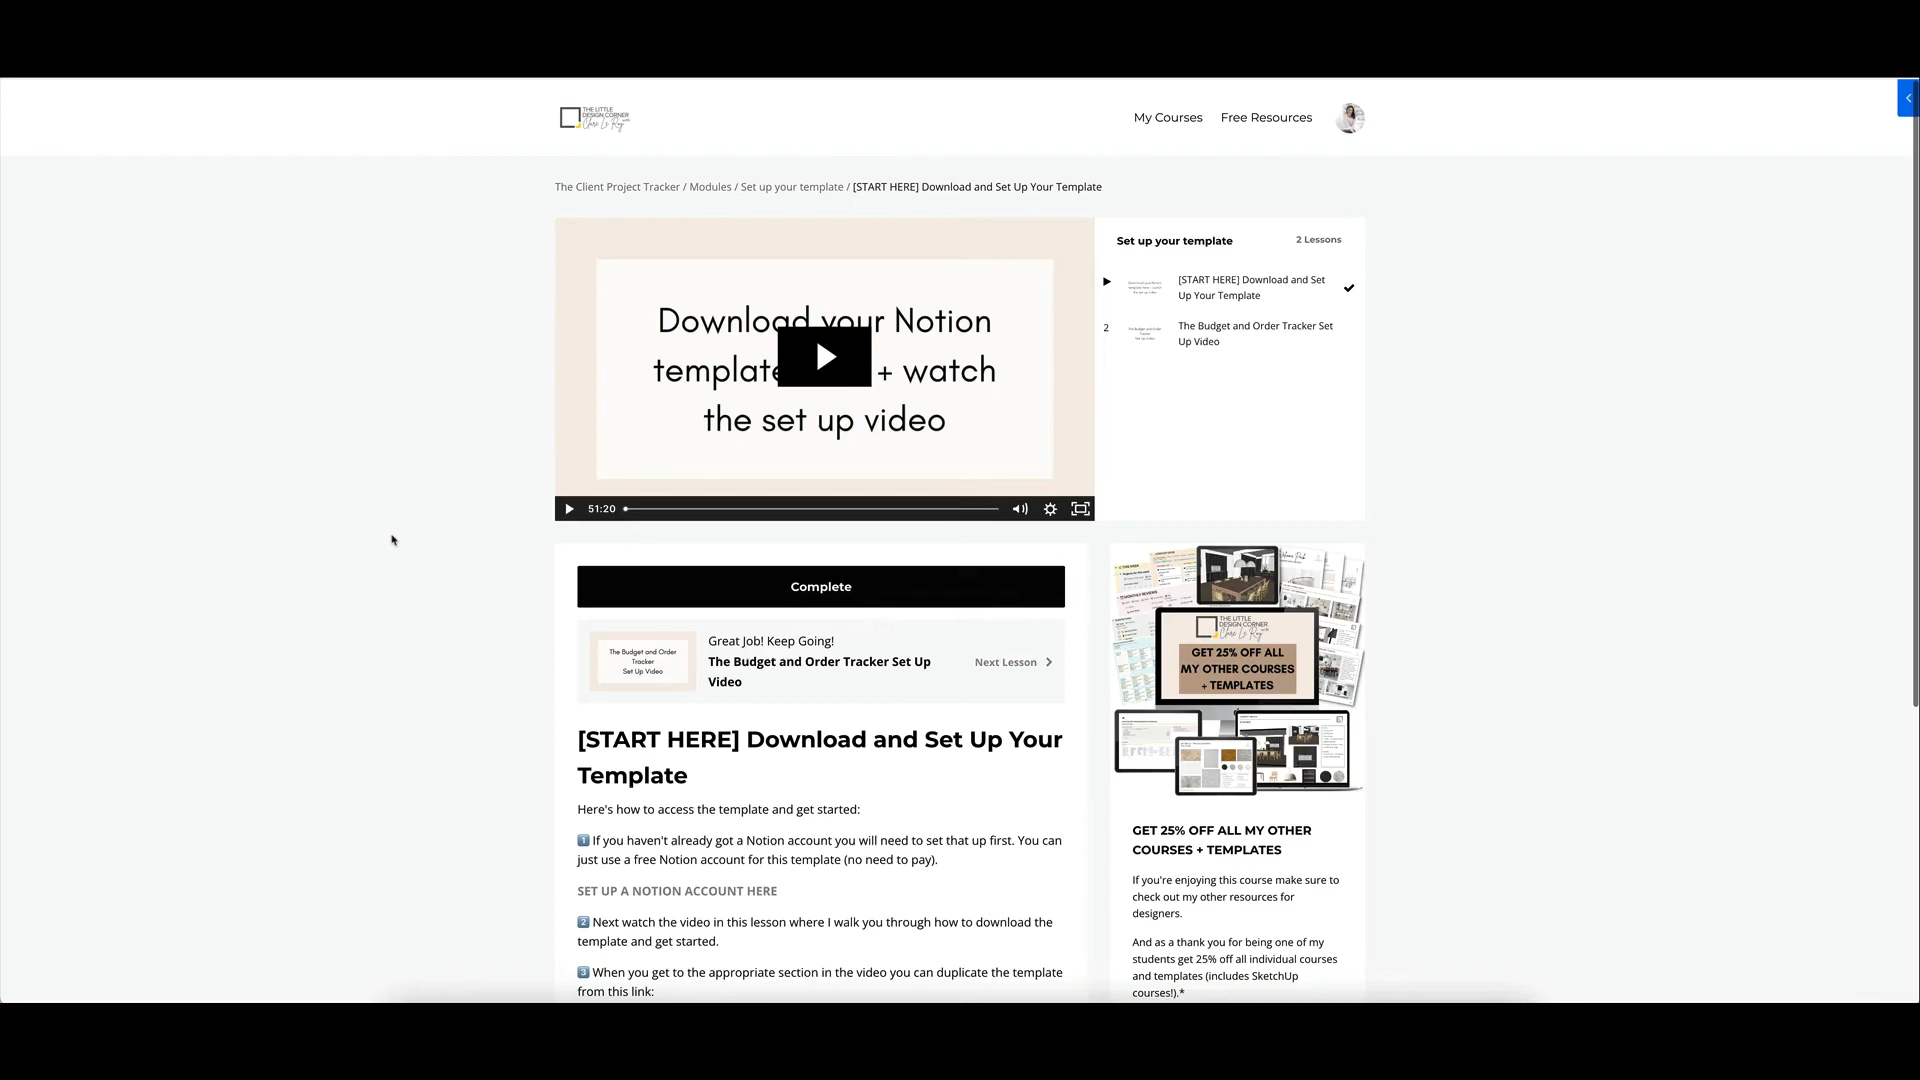 THE LITTLE
DESIGN CORNER
My Courses
Free Resources
The Client Project Tracker / Modules / Set up your template / [START HERE] Download and Set Up Your Template
Download your Notion
template + watch
the set up video
51:20
Set up your template
2 Lessons
[START HERE] Download and Set
Up Your Template
2
The Budget and Order Tracker Set
Up Video
Complete
The Budget and Order
Tracker
Set Up Video
Great Job! Keep Going!
The Budget and Order Tracker Set Up
Video
Next Lesson
[START HERE] Download and Set Up Your
Template
Here's how to access the template and get started:
1 If you haven't already got a Notion account you will need to set that up first. You can
just use a free Notion account for this template (no need to pay).
SET UP A NOTION ACCOUNT HERE
2 Next watch the video in this lesson where I walk you through how to download the
template and get started.
3 When you get to the appropriate section in the video you can duplicate the template
from this link:
THE LITTLE
DESIGN CORNER
GET 25% OFF ALL
MY OTHER COURSES
+ TEMPLATES
GET 25% OFF ALL MY OTHER
COURSES + TEMPLATES
If you're enjoying this course make sure to
check out my other resources for
designers.
And as a thank you for being one of my
students get 25% off all individual courses
and templates (includes SketchUp
courses!).*